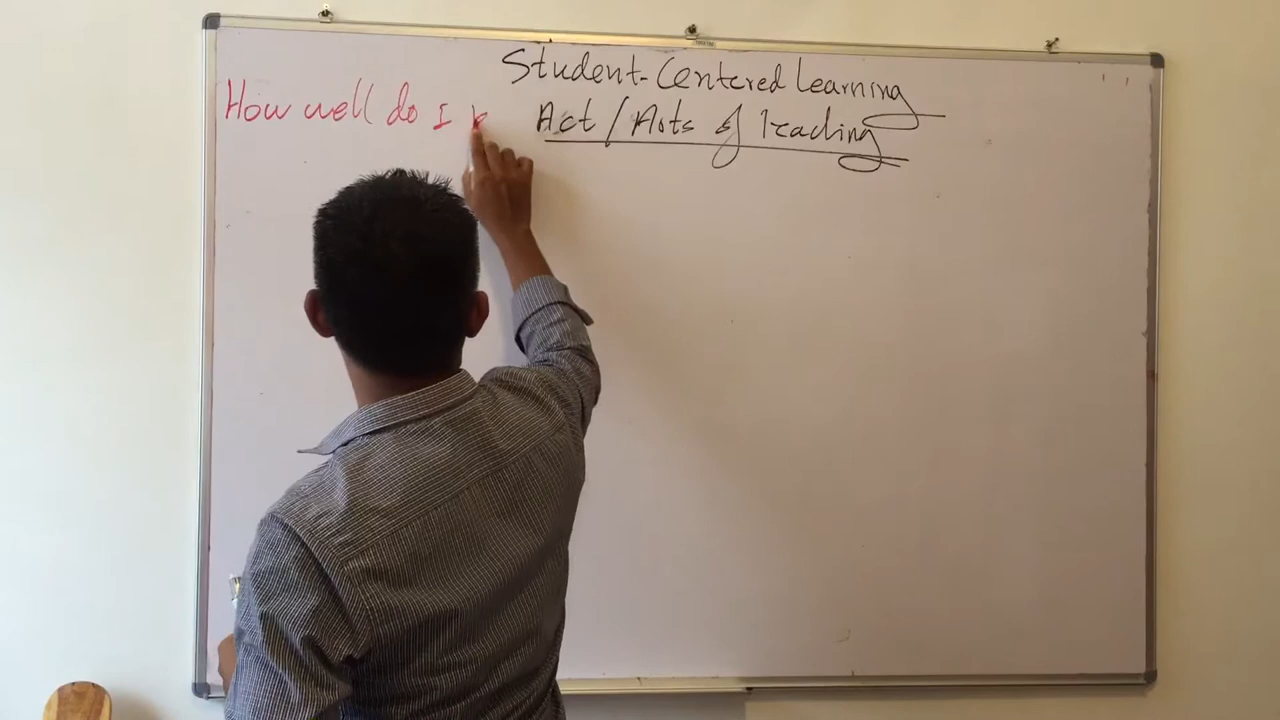 Student-Centered Learning
How well do I
Act / Arts of Teaching